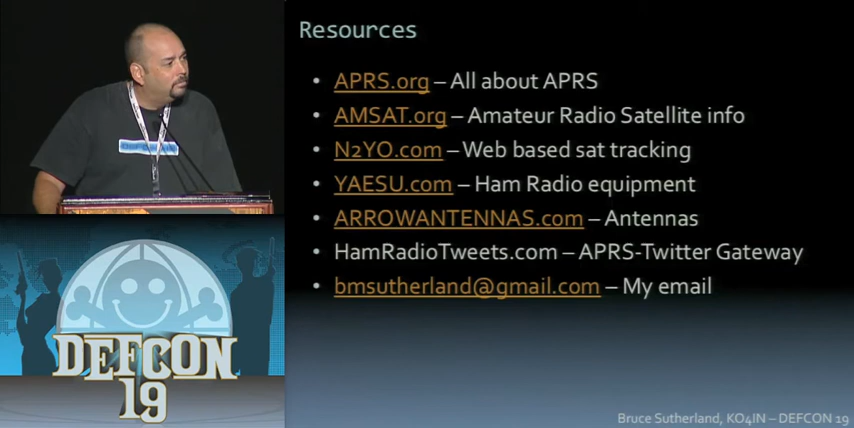 Resources
• APRS.org – All about APRS
• AMSAT.org – Amateur Radio Satellite info
• N2YO.com – Web based sat tracking
• YAESU.com – Ham Radio equipment
• ARROWANTENNAS.com – Antennas
• HamRadioTweets.com – APRS-Twitter Gateway
• bmsutherland@gmail.com – My email
DEFCON
19
Bruce Sutherland, KO4IN – DEFCON 19